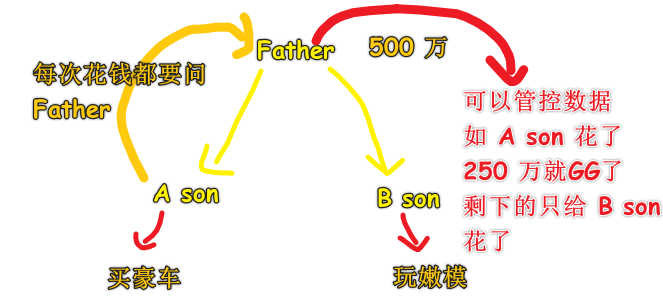 Father
500 万
每次花钱都要问
Father
可以管控数据
如 A son 花了
250 万就GG了
剩下的只给 B son
花了
A son
B son
买豪车
玩嫩模